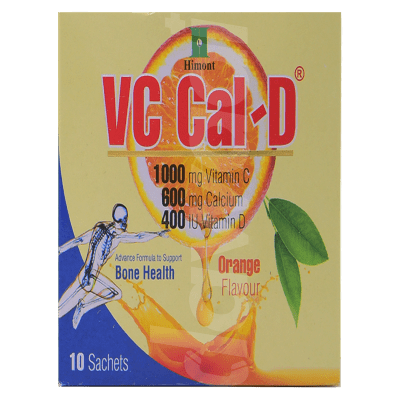 Himont
VC Cal-D®
1000 mg Vitamin C
600 mg Calcium
400 IU Vitamin D
Advance Formula to Support
Bone Health
Orange
Flavour
10 Sachets